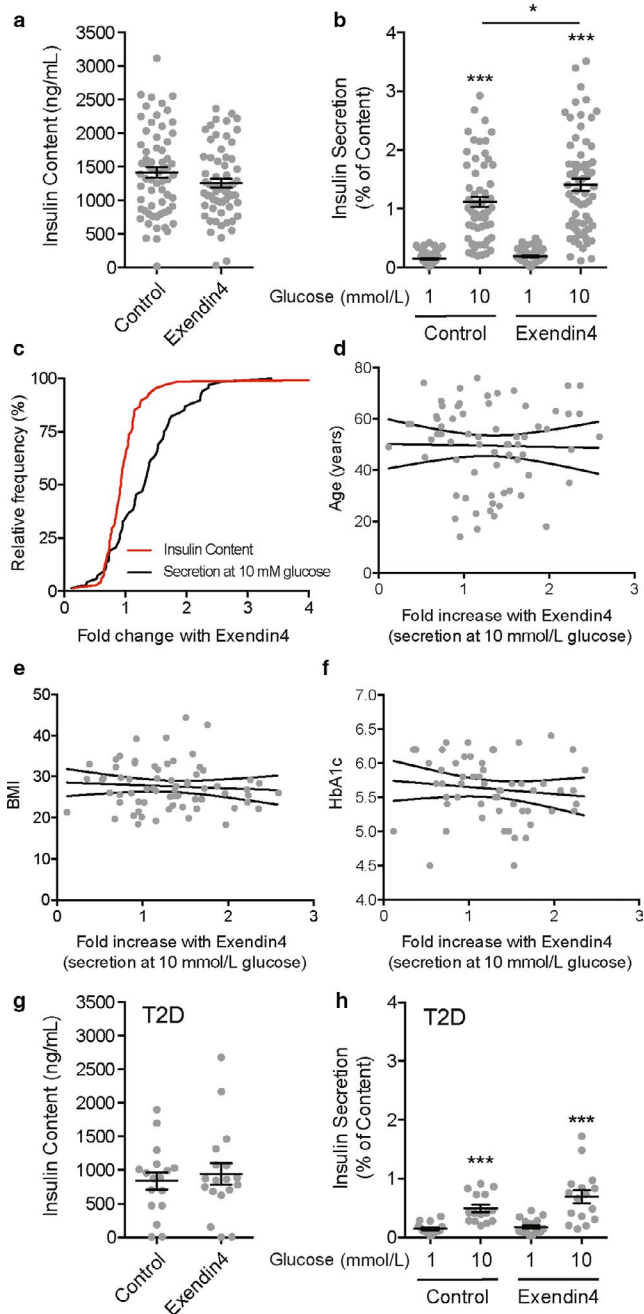 a
3500
3000
2500
2000
1500
1000
500
0
Insulin Content (ng/mL)
Control
Exendin4
b
*
***
***
4
3
2
1
0
Insulin Secretion
(% of Content)
Glucose (mmol/L) 1 10 1 10
Control Exendin4
c
100
75
50
25
0
Relative frequency (%)
Insulin Content
Secretion at 10 mM glucose
0 1 2 3 4
Fold change with Exendin4
d
80
60
40
20
0
Age (years)
0 1 2 3
Fold increase with Exendin4
(secretion at 10 mmol/L glucose)
e
50
40
30
20
10
0
BMI
0 1 2 3
Fold increase with Exendin4
(secretion at 10 mmol/L glucose)
f
7.0
6.5
6.0
5.5
5.0
4.5
4.0
HbA1c
0 1 2 3
Fold increase with Exendin4
(secretion at 10 mmol/L glucose)
g
T2D
3500
3000
2500
2000
1500
1000
500
0
Insulin Content (ng/mL)
Control
Exendin4
h
T2D
***
***
4
3
2
1
0
Insulin Secretion
(% of Content)
Glucose (mmol/L) 1 10 1 10
Control Exendin4